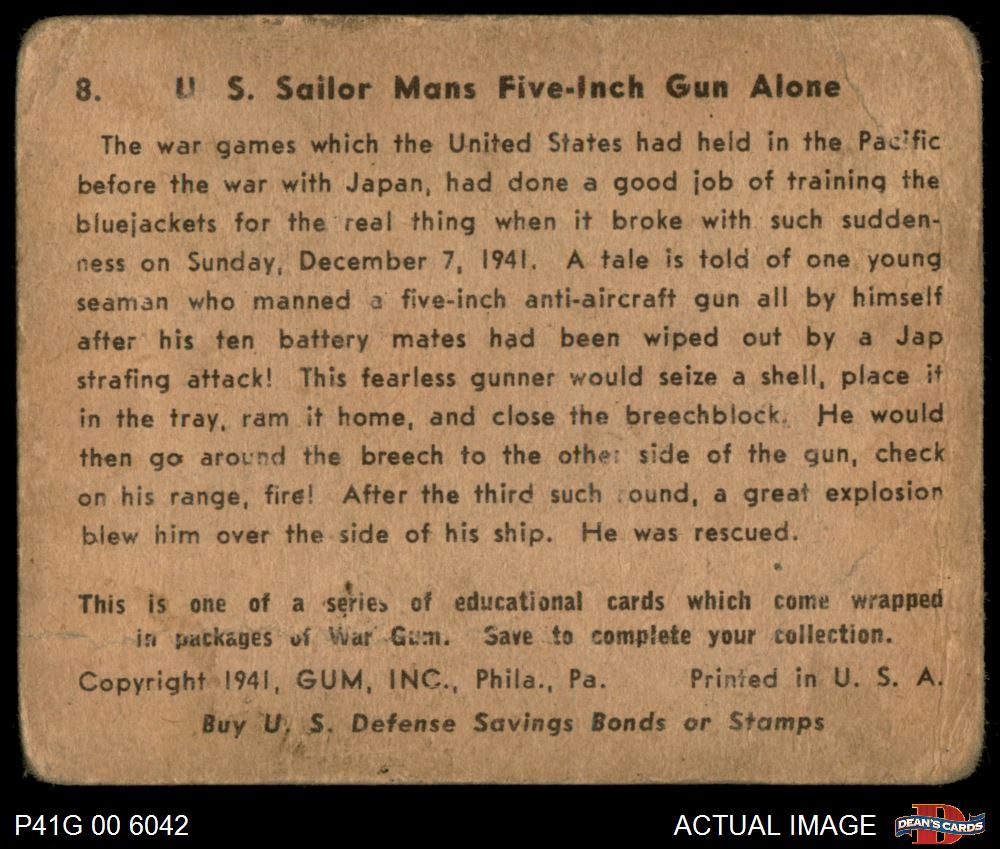 8. U S. Sailor Mans Five-Inch Gun Alone
The war games which the United States had held in the Pacific
before the war with Japan, had done a good job of training the
bluejackets for the real thing when it broke with such sudden-
ness on Sunday, December 7, 1941. A tale is told of one young
seaman who manned a five-inch anti-aircraft gun all by himself
after his ten battery mates had been wiped out by a Jap
strafing attack! This fearless gunner would seize a shell, place it
in the tray, ram it home, and close the breechblock. He would
then go around the breech to the other side of the gun, check
on his range, fire! After the third such round, a great explosion
blew him over the side of his ship. He was rescued.
This is one of a series of educational cards which come wrapped
in packages of War Gum. Save to complete your collection.
Copyright 1941, GUM, INC., Phila., Pa. Printed in U. S. A.
Buy U. S. Defense Savings Bonds or Stamps
P41G 00 6042 ACTUAL IMAGE DEAN'S CARDS